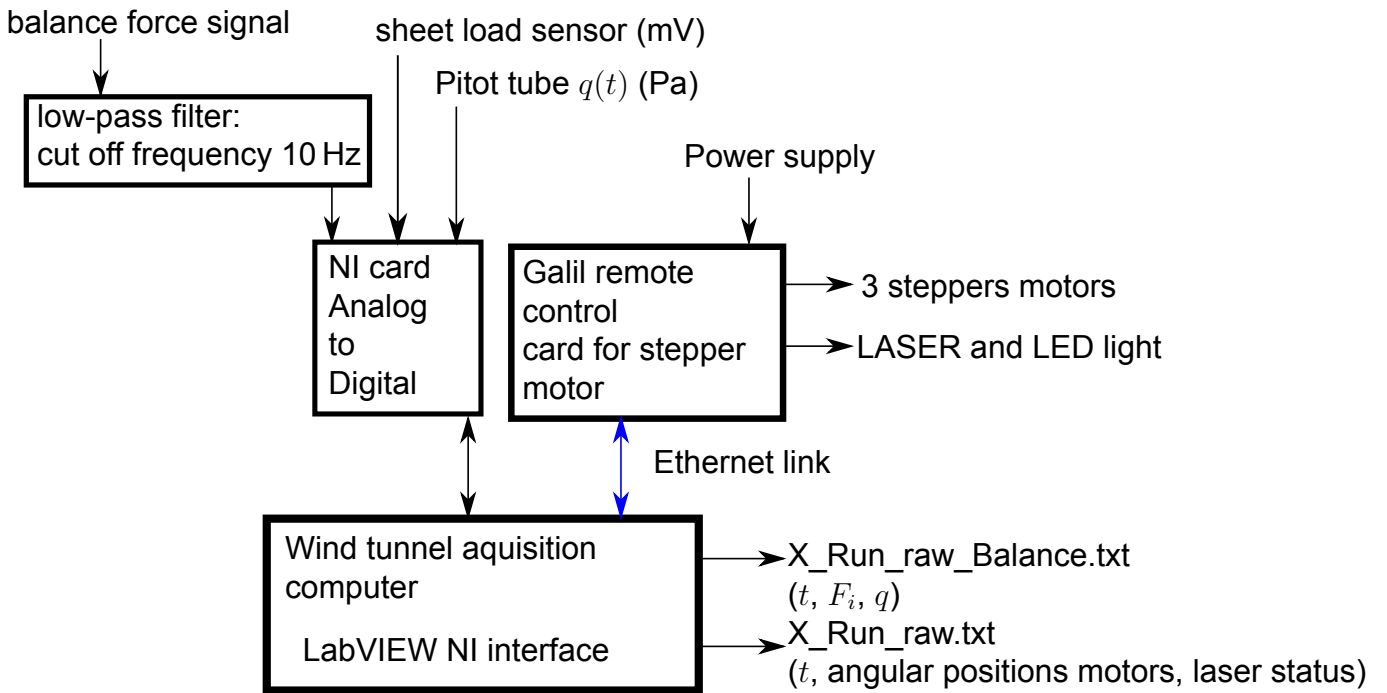 balance force signal
sheet load sensor (mV)
Pitot tube q(t) (Pa)
low-pass filter:
cut off frequency 10 Hz
Power supply
NI card
Analog
to
Digital
Galil remote
control
card for stepper
motor
3 steppers motors
LASER and LED light
Ethernet link
Wind tunnel aquisition
computer
LabVIEW NI interface
X_Run_raw_Balance.txt
(t, F_i, q)
X_Run_raw.txt
(t, angular positions motors, laser status)